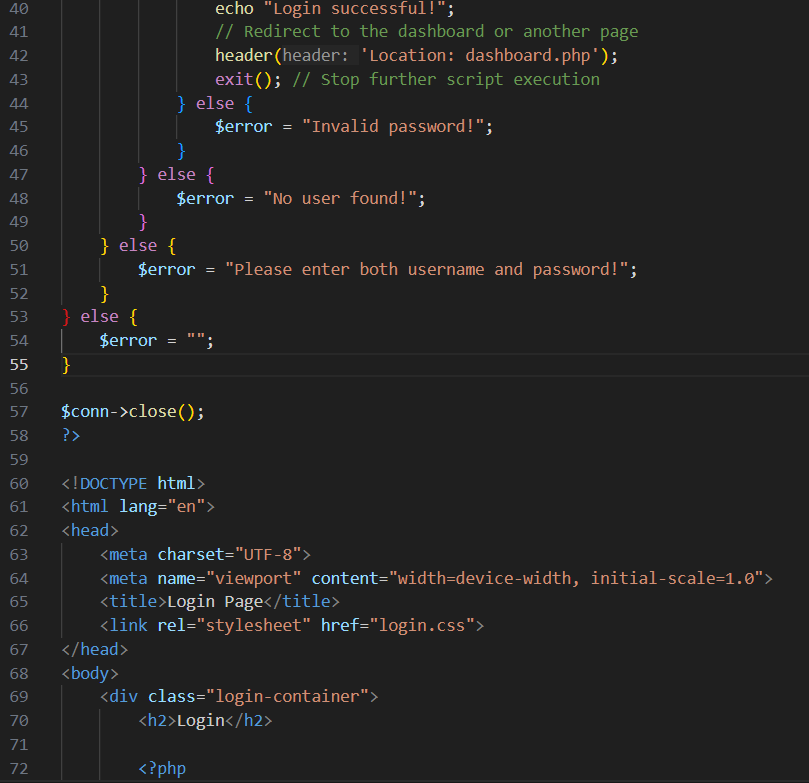 40 echo "Login successful!";
41 // Redirect to the dashboard or another page
42 header(header: 'Location: dashboard.php');
43 exit(); // Stop further script execution
44 } else {
45 $error = "Invalid password!";
46 }
47 } else {
48 $error = "No user found!";
49 }
50 } else {
51 $error = "Please enter both username and password!";
52 }
53 } else {
54 $error = "";
55 }
56
57 $conn->close();
58 ?>
59
60 <!DOCTYPE html>
61 <html lang="en">
62 <head>
63 <meta charset="UTF-8">
64 <meta name="viewport" content="width=device-width, initial-scale=1.0">
65 <title>Login Page</title>
66 <link rel="stylesheet" href="login.css">
67 </head>
68 <body>
69 <div class="login-container">
70 <h2>Login</h2>
71
72 <?php